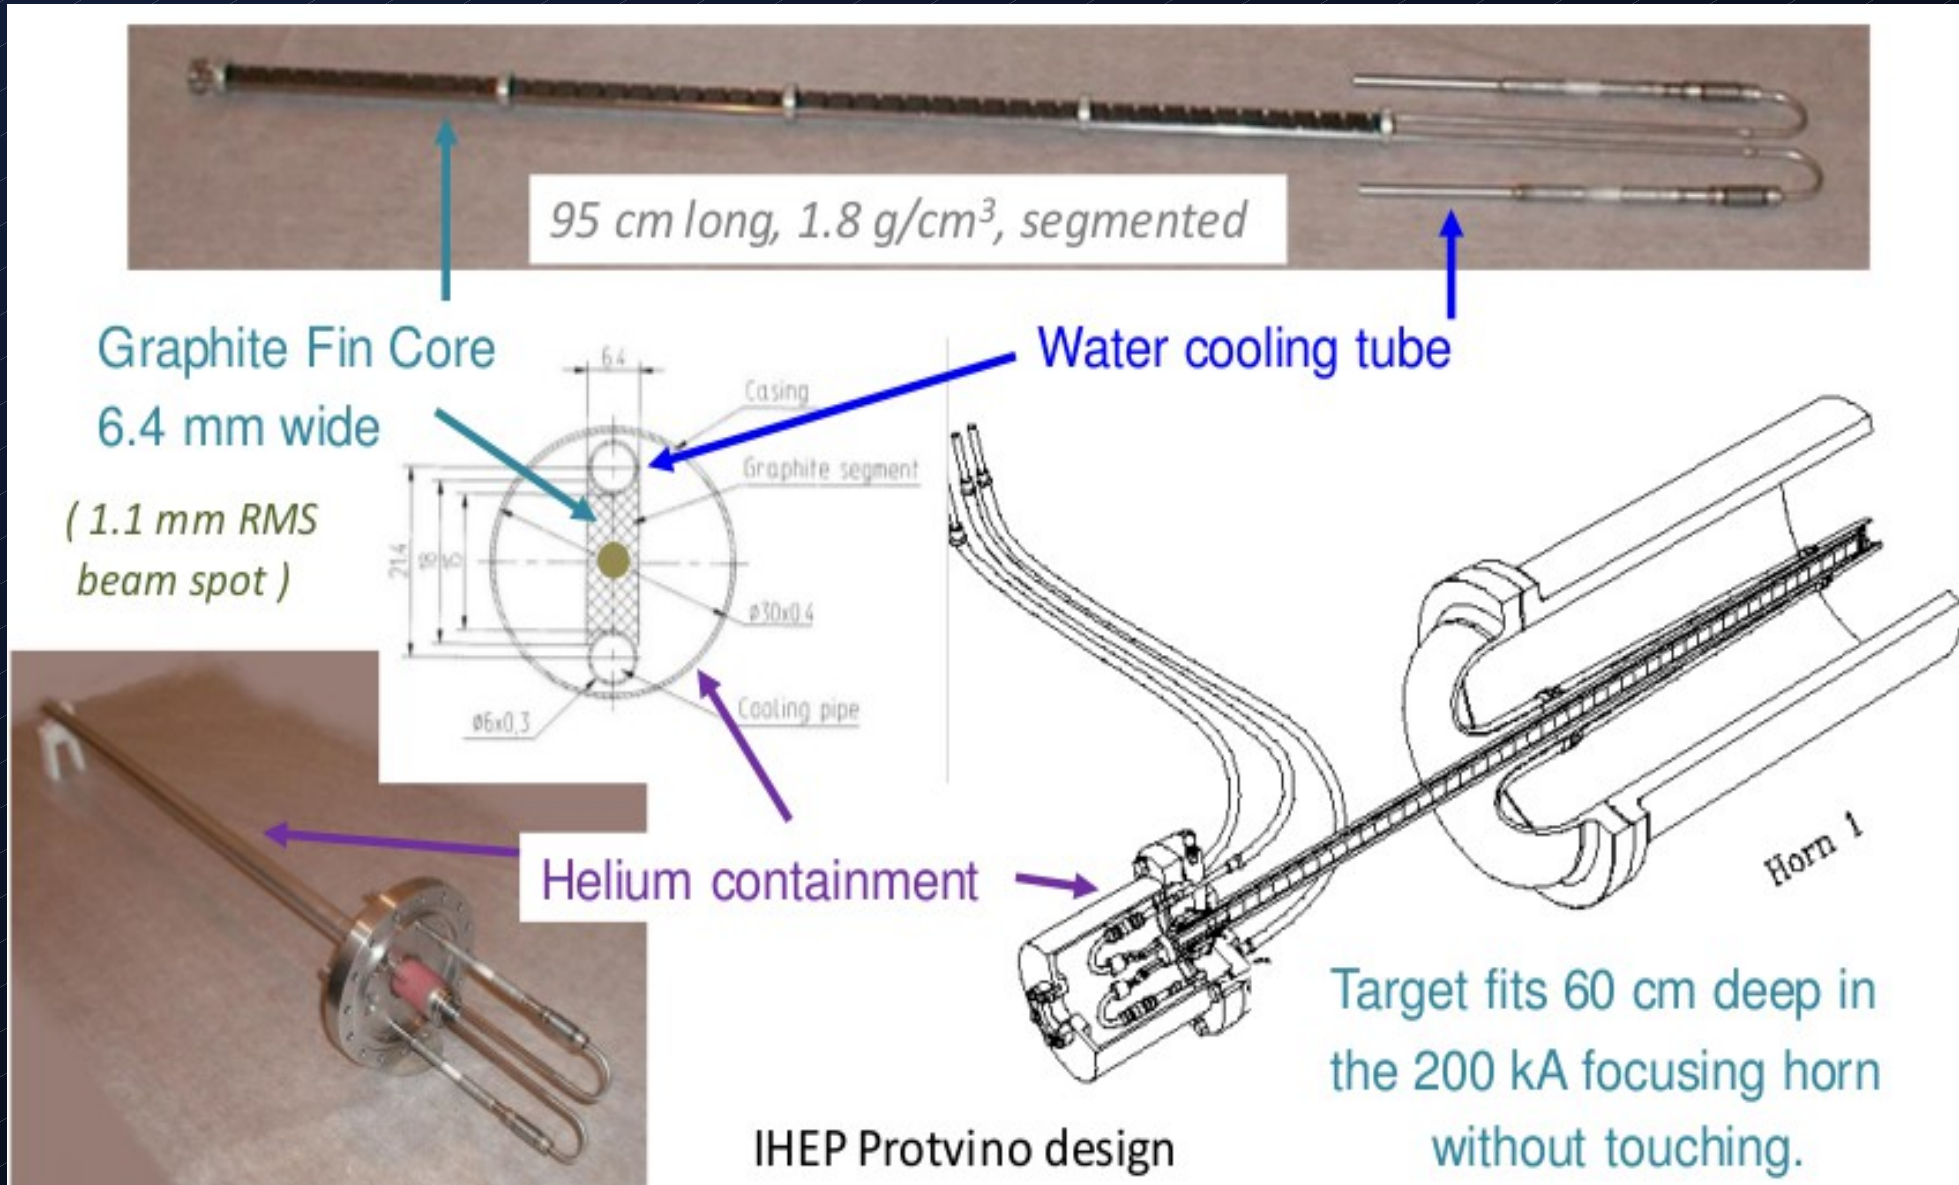 95 cm long, 1.8 g/cm³, segmented
Graphite Fin Core
6.4 mm wide
( 1.1 mm RMS
beam spot )
Water cooling tube
6.4
Casing
Graphite segment
21.4
18
15
ø30x0.4
ø6x0,3
Cooling pipe
Helium containment
Horn 1
Target fits 60 cm deep in
the 200 kA focusing horn
without touching.
IHEP Protvino design